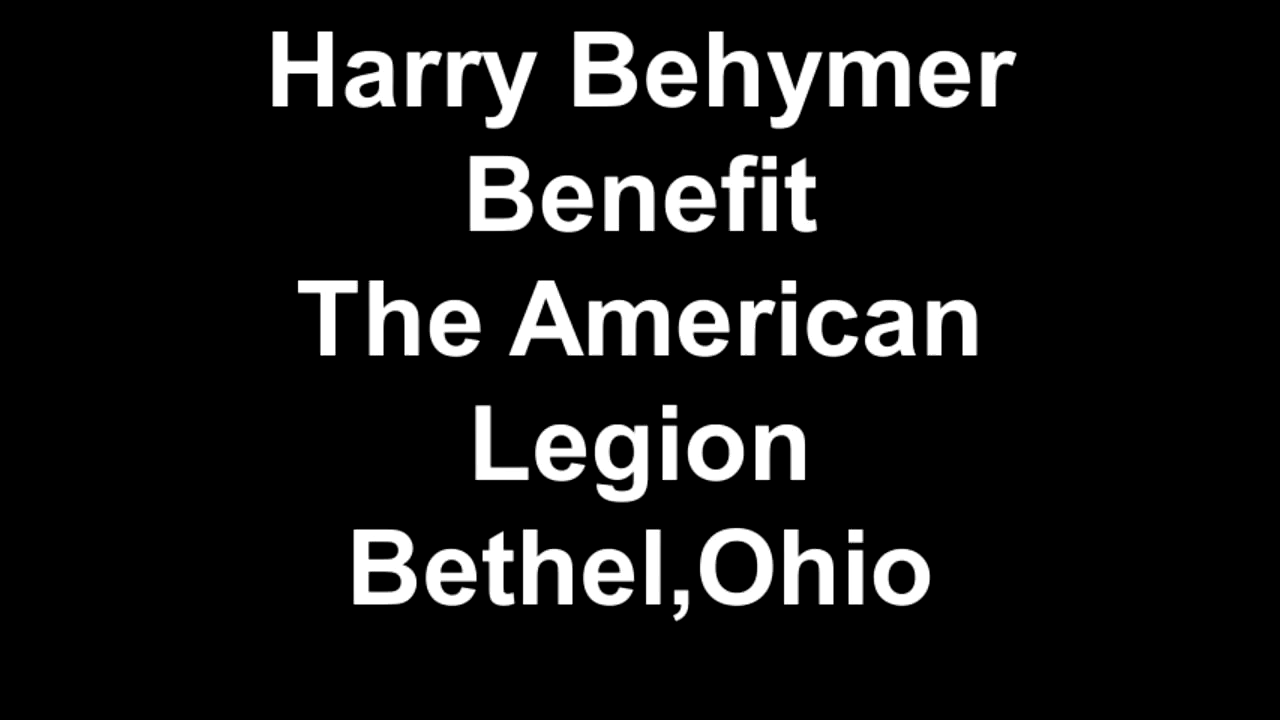 Harry Behymer
Benefit
The American
Legion
Bethel,Ohio